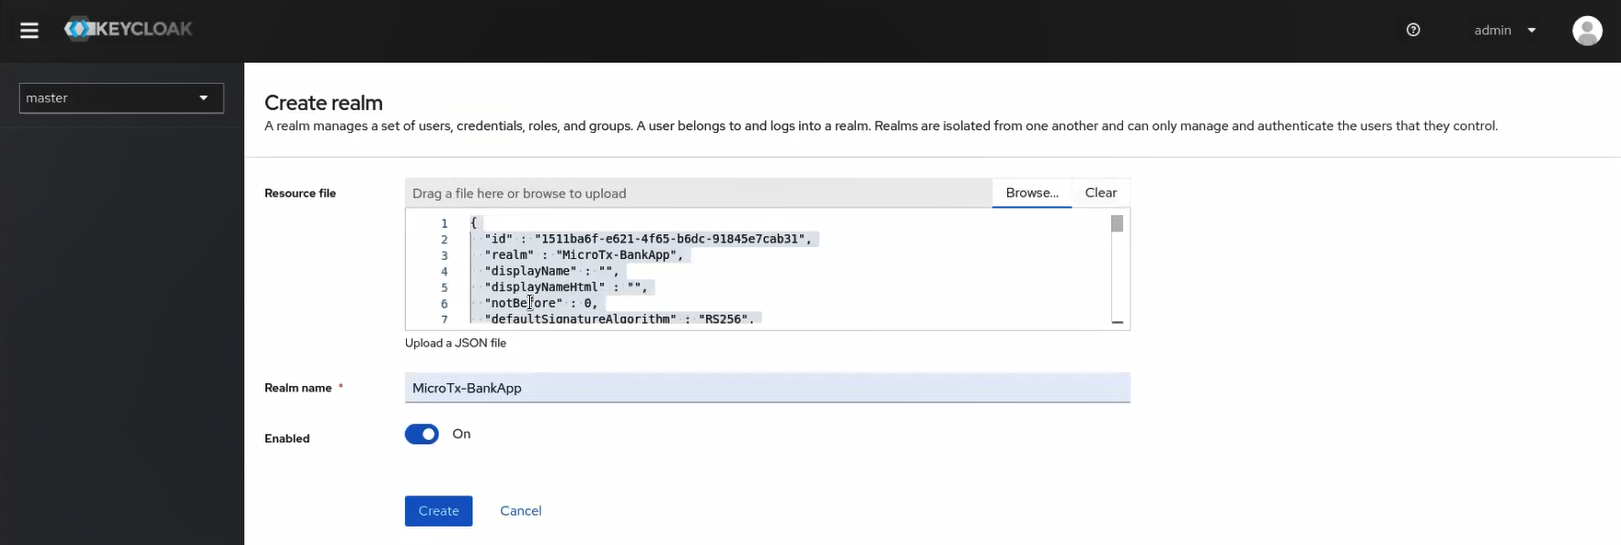 KEYCLOAK
admin
master
Create realm
A realm manages a set of users, credentials, roles, and groups. A user belongs to and logs into a realm. Realms are isolated from one another and can only manage and authenticate the users that they control.
Resource file
Drag a file here or browse to upload
Browse...
Clear
1 {
2 "id" : "1511ba6f-e621-4f65-b6dc-91845e7cab31",
3 "realm" : "MicroTx-BankApp",
4 "displayName" : "",
5 "displayNameHtml" : "",
6 "notBefore" : 0,
7 "defaultSignatureAlgorithm" : "RS256",
Upload a JSON file
Realm name *
MicroTx-BankApp
Enabled
On
Create
Cancel